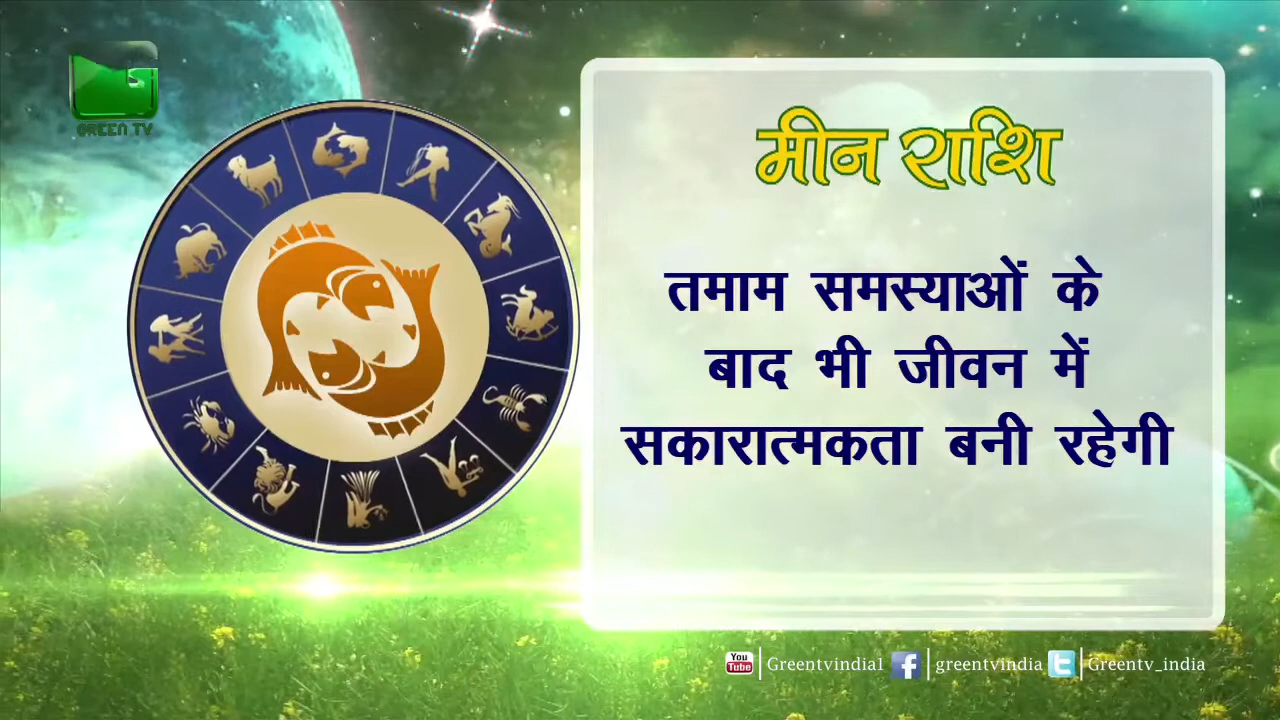 GREEN TV
मीन राशि
तमाम समस्याओं के
बाद भी जीवन में
सकारात्मकता बनी रहेगी
You Tube Greentvindia1 f greentvindia t Greentv_india